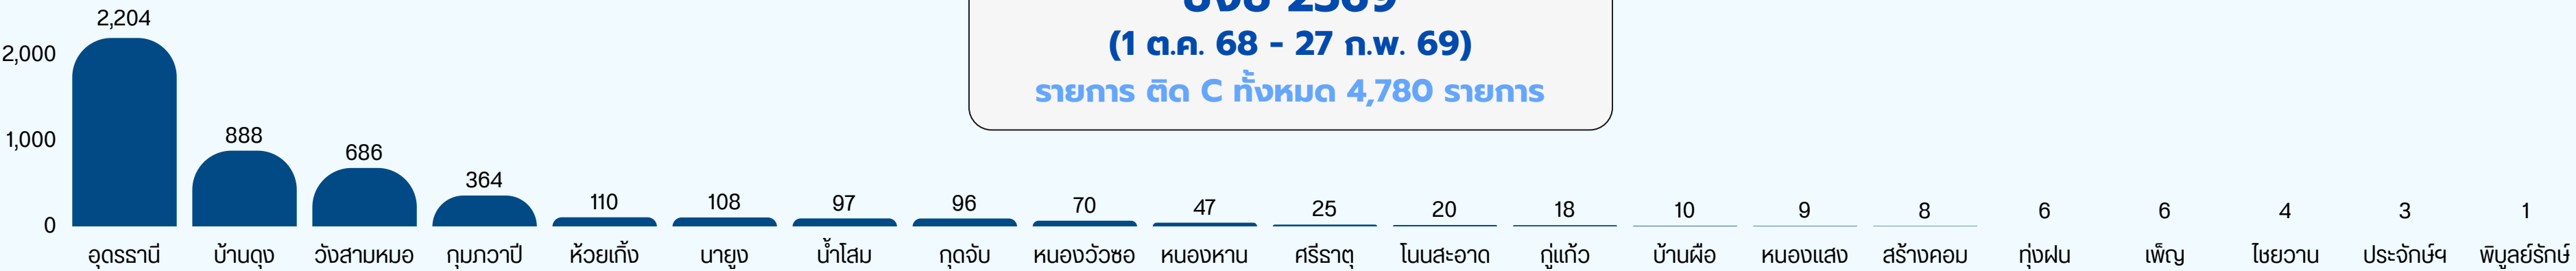 2,204
2,000
1,000
0
888
686
364
110
108
97
96
70
47
25
20
18
10
9
8
6
6
4
3
1
(1 ต.ค. 68 - 27 ก.พ. 69)
รายการ ติด C ทั้งหมด 4,780 รายการ
อุดรธานี
บ้านดุง
วังสามหมอ
กุมภวาปี
ห้วยเกิ้ง
นายูง
น้ำโสม
กุดจับ
หนองวัวซอ
หนองหาน
ศรีธาตุ
โนนสะอาด
กู่แก้ว
บ้านผือ
หนองแสง
สร้างคอม
ทุ่งฝน
เพ็ญ
ไชยวาน
ประจักษ์ฯ
พิบูลย์รักษ์